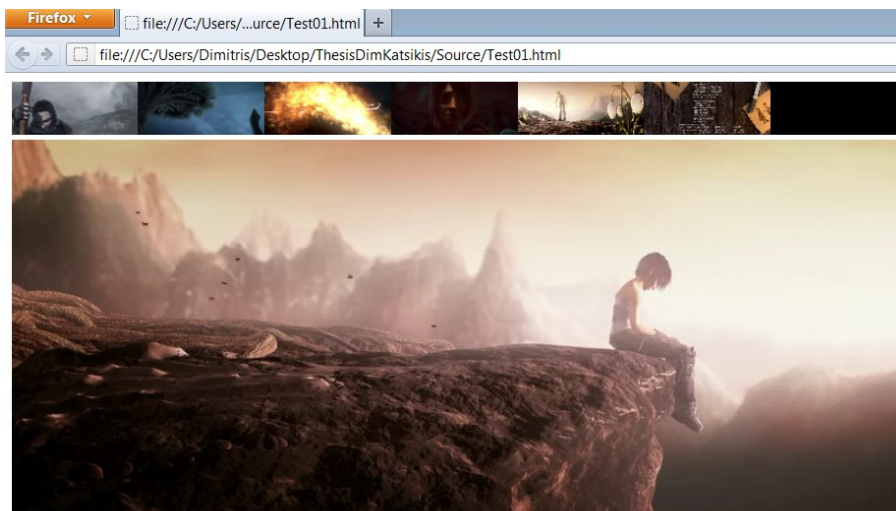 Firefox
file:///C:/Users/...urce/Test01.html +
file:///C:/Users/Dimitris/Desktop/ThesisDimKatsikis/Source/Test01.html